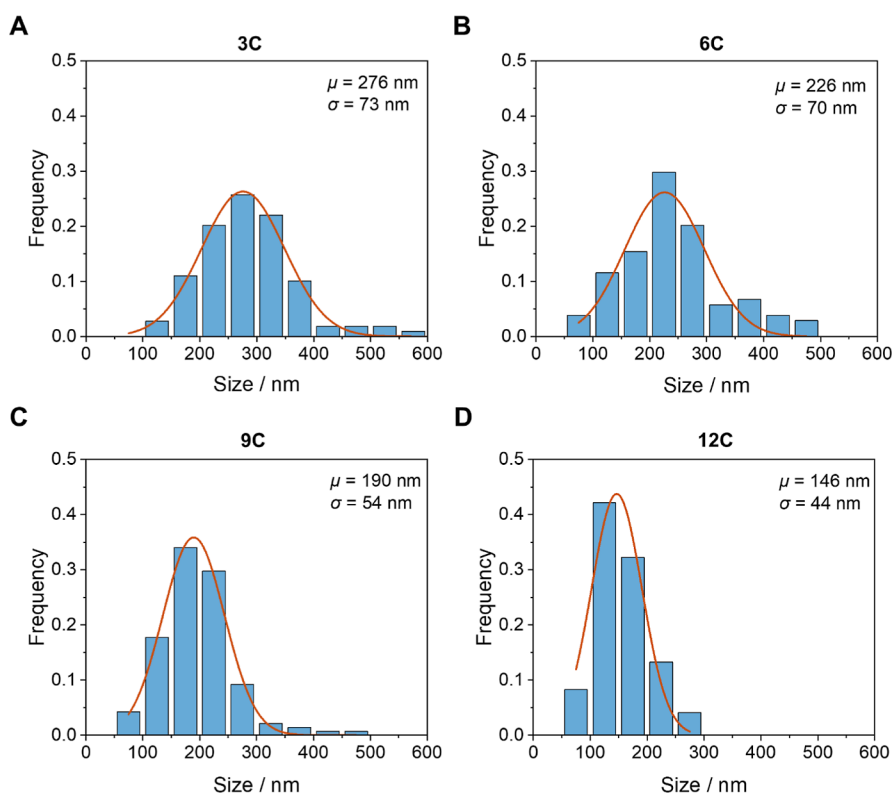 A
3C
0.5
0.4
0.3
0.2
0.1
0.0
Frequency
μ = 276 nm
σ = 73 nm
0 100 200 300 400 500 600
Size / nm
B
6C
0.5
0.4
0.3
0.2
0.1
0.0
Frequency
μ = 226 nm
σ = 70 nm
0 100 200 300 400 500 600
Size / nm
C
9C
0.5
0.4
0.3
0.2
0.1
0.0
Frequency
μ = 190 nm
σ = 54 nm
0 100 200 300 400 500 600
Size / nm
D
12C
0.5
0.4
0.3
0.2
0.1
0.0
Frequency
μ = 146 nm
σ = 44 nm
0 100 200 300 400 500 600
Size / nm